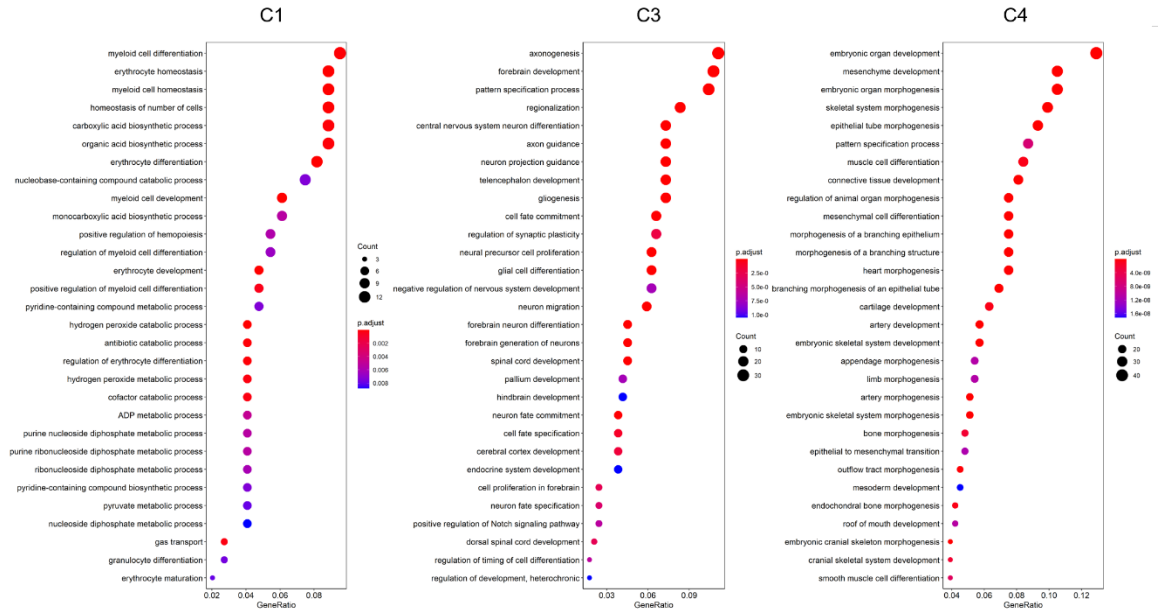 C1
myeloid cell differentiation
erythrocyte homeostasis
myeloid cell homeostasis
homeostasis of number of cells
carboxylic acid biosynthetic process
organic acid biosynthetic process
erythrocyte differentiation
nucleobase-containing compound catabolic process
myeloid cell development
monocarboxylic acid biosynthetic process
positive regulation of hemopoiesis
regulation of myeloid cell differentiation
erythrocyte development
positive regulation of myeloid cell differentiation
pyridine-containing compound metabolic process
hydrogen peroxide catabolic process
antibiotic catabolic process
regulation of erythrocyte differentiation
hydrogen peroxide metabolic process
cofactor catabolic process
ADP metabolic process
purine nucleoside diphosphate metabolic process
purine ribonucleoside diphosphate metabolic process
ribonucleoside diphosphate metabolic process
pyridine-containing compound biosynthetic process
pyruvate metabolic process
nucleoside diphosphate metabolic process
gas transport
granulocyte differentiation
erythrocyte maturation
0.02 0.04 0.06 0.08
GeneRatio
Count
3
6
9
12
p.adjust
0.002
0.004
0.006
0.008
C3
axonogenesis
forebrain development
pattern specification process
regionalization
central nervous system neuron differentiation
axon guidance
neuron projection guidance
telencephalon development
gliogenesis
cell fate commitment
regulation of synaptic plasticity
neural precursor cell proliferation
glial cell differentiation
negative regulation of nervous system development
neuron migration
forebrain neuron differentiation
forebrain generation of neurons
spinal cord development
pallium development
hindbrain development
neuron fate commitment
cell fate specification
cerebral cortex development
endocrine system development
cell proliferation in forebrain
neuron fate specification
positive regulation of Notch signaling pathway
dorsal spinal cord development
regulation of timing of cell differentiation
regulation of development, heterochronic
0.03 0.06 0.09
GeneRatio
p.adjust
2.5e-0
5.0e-0
7.5e-0
1.0e-0
Count
10
20
30
C4
embryonic organ development
mesenchyme development
embryonic organ morphogenesis
skeletal system morphogenesis
epithelial tube morphogenesis
pattern specification process
muscle cell differentiation
connective tissue development
regulation of animal organ morphogenesis
mesenchymal cell differentiation
morphogenesis of a branching epithelium
morphogenesis of a branching structure
heart morphogenesis
branching morphogenesis of an epithelial tube
cartilage development
artery development
embryonic skeletal system development
appendage morphogenesis
limb morphogenesis
artery morphogenesis
embryonic skeletal system morphogenesis
bone morphogenesis
epithelial to mesenchymal transition
outflow tract morphogenesis
mesoderm development
endochondral bone morphogenesis
roof of mouth development
embryonic cranial skeleton morphogenesis
cranial skeletal system development
smooth muscle cell differentiation
0.04 0.06 0.08 0.10 0.12
GeneRatio
p.adjust
4.0e-09
8.0e-09
1.2e-08
1.6e-08
Count
20
30
40